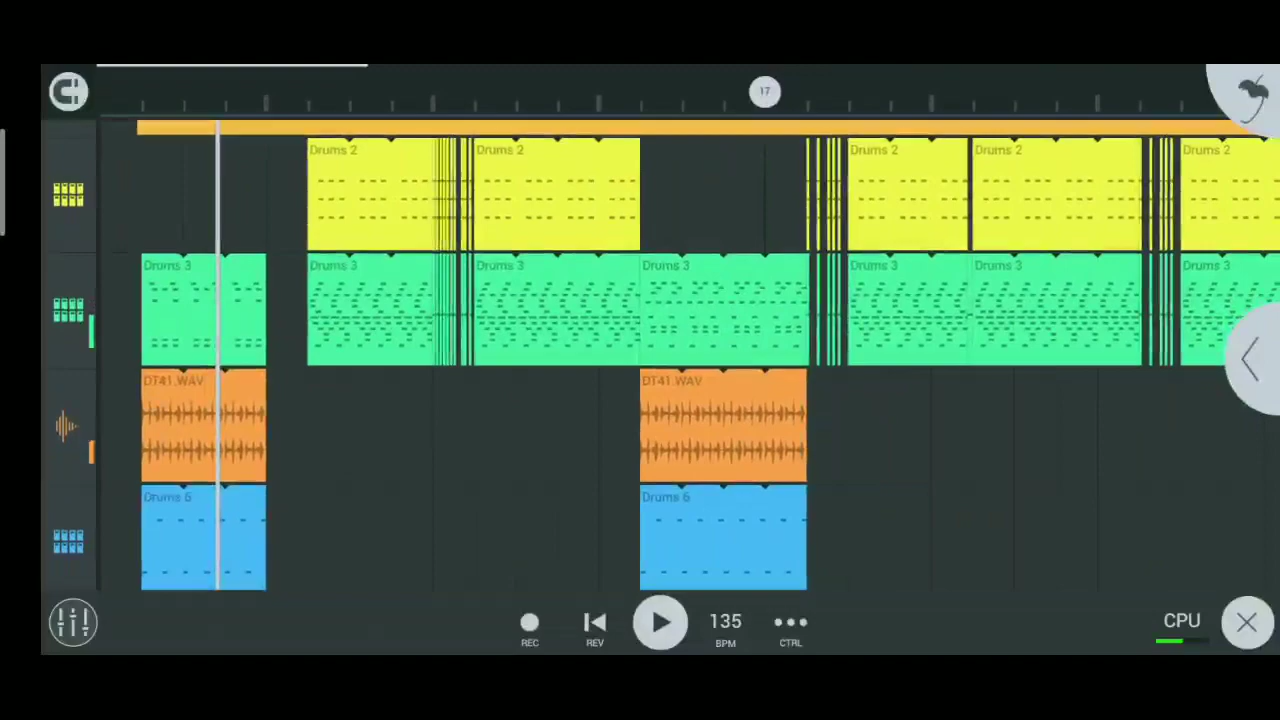 17
Drums 2
Drums 2
Drums 2
Drums 2
Drums 2
Drums 3
Drums 3
Drums 3
Drums 3
Drums 3
Drums 3
Drums 3
DT41.WAV
DT41.WAV
Drums 6
Drums 6
135
CPU
REC
REV
BPM
CTRL